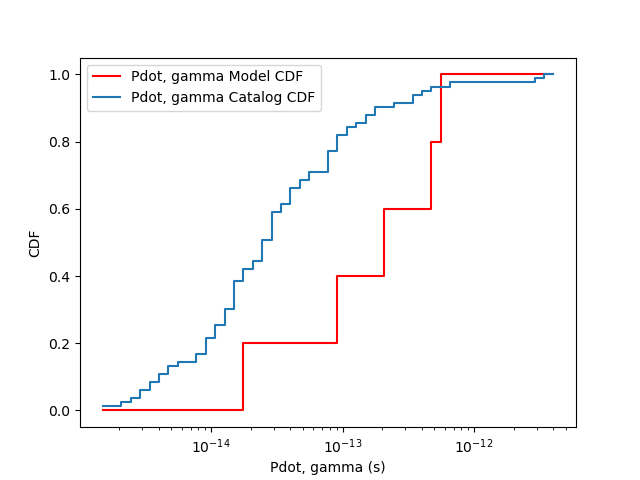 Pdot, gamma Model CDF
Pdot, gamma Catalog CDF
1.0
0.8
0.6
0.4
0.2
0.0
CDF
10⁻¹⁴
10⁻¹³
10⁻¹²
Pdot, gamma (s)